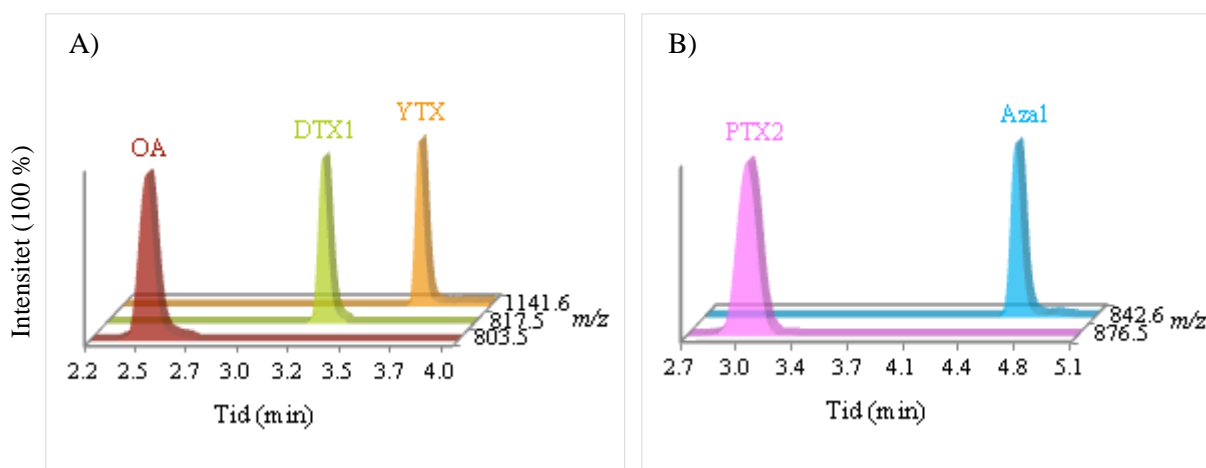 A)
OA
DTX1
YTX
Intensitet (100 %)
1141.6
817.5
803.5
m/z
2.2 2.5 2.7 3.0 3.2 3.5 3.7 4.0
Tid (min)
B)
PTX2
Aza1
842.6
876.5
m/z
2.7 3.0 3.4 3.7 4.1 4.4 4.8 5.1
Tid (min)